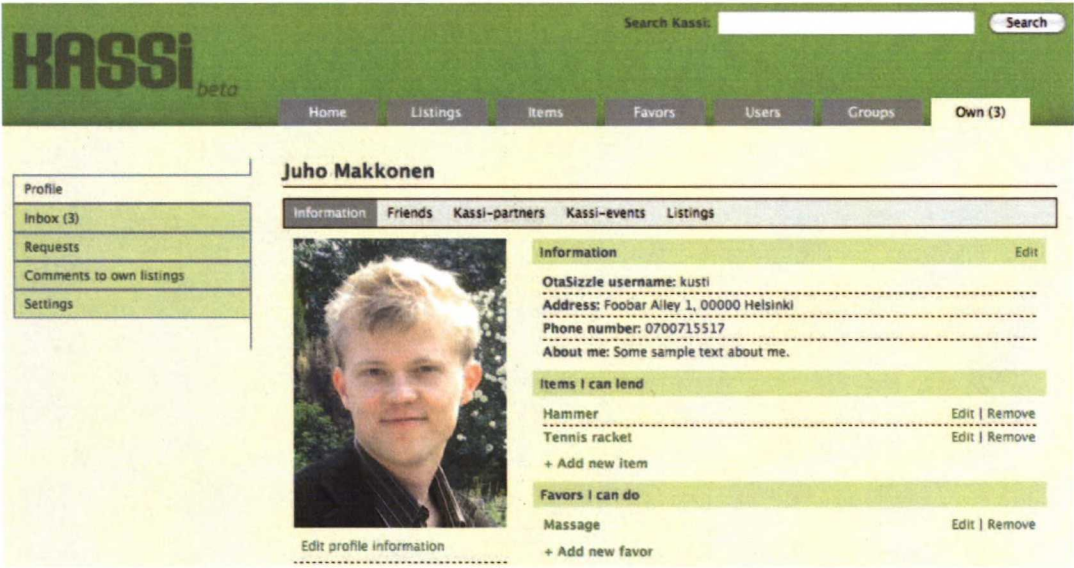 Search Kassi: Search
KASSi beta
Home Listings Items Favors Users Groups Own (3)
Juho Makkonen
Profile
Inbox (3)
Requests
Comments to own listings
Settings
Information Friends Kassi-partners Kassi-events Listings
Information Edit
OtaSizzle username: kusti
Address: Foobar Alley 1, 00000 Helsinki
Phone number: 0700715517
About me: Some sample text about me.
Items I can lend
Hammer Edit | Remove
Tennis racket Edit | Remove
+ Add new item
Favors I can do
Massage Edit | Remove
+ Add new favor
Edit profile information